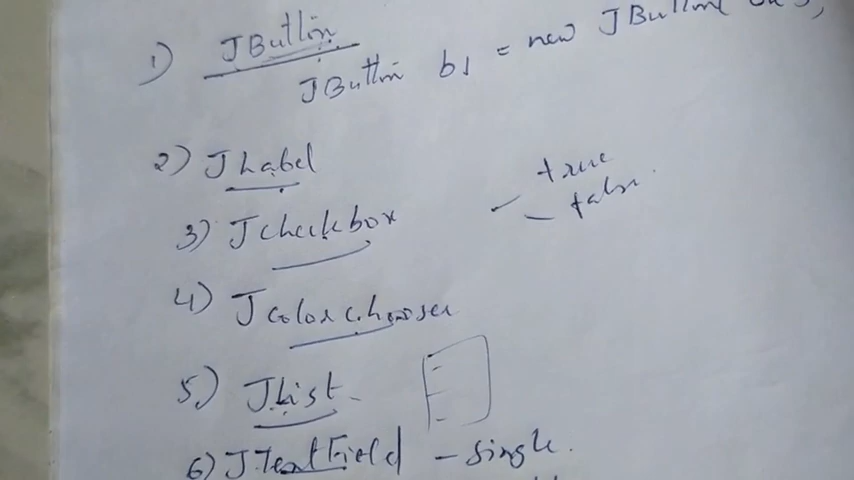 1) JButton
JButton b1 = new JButton
2) JLabel
3) Jcheckbox - true
- false.
4) Jcolorchooser
5) JList
6) JTextField - single.